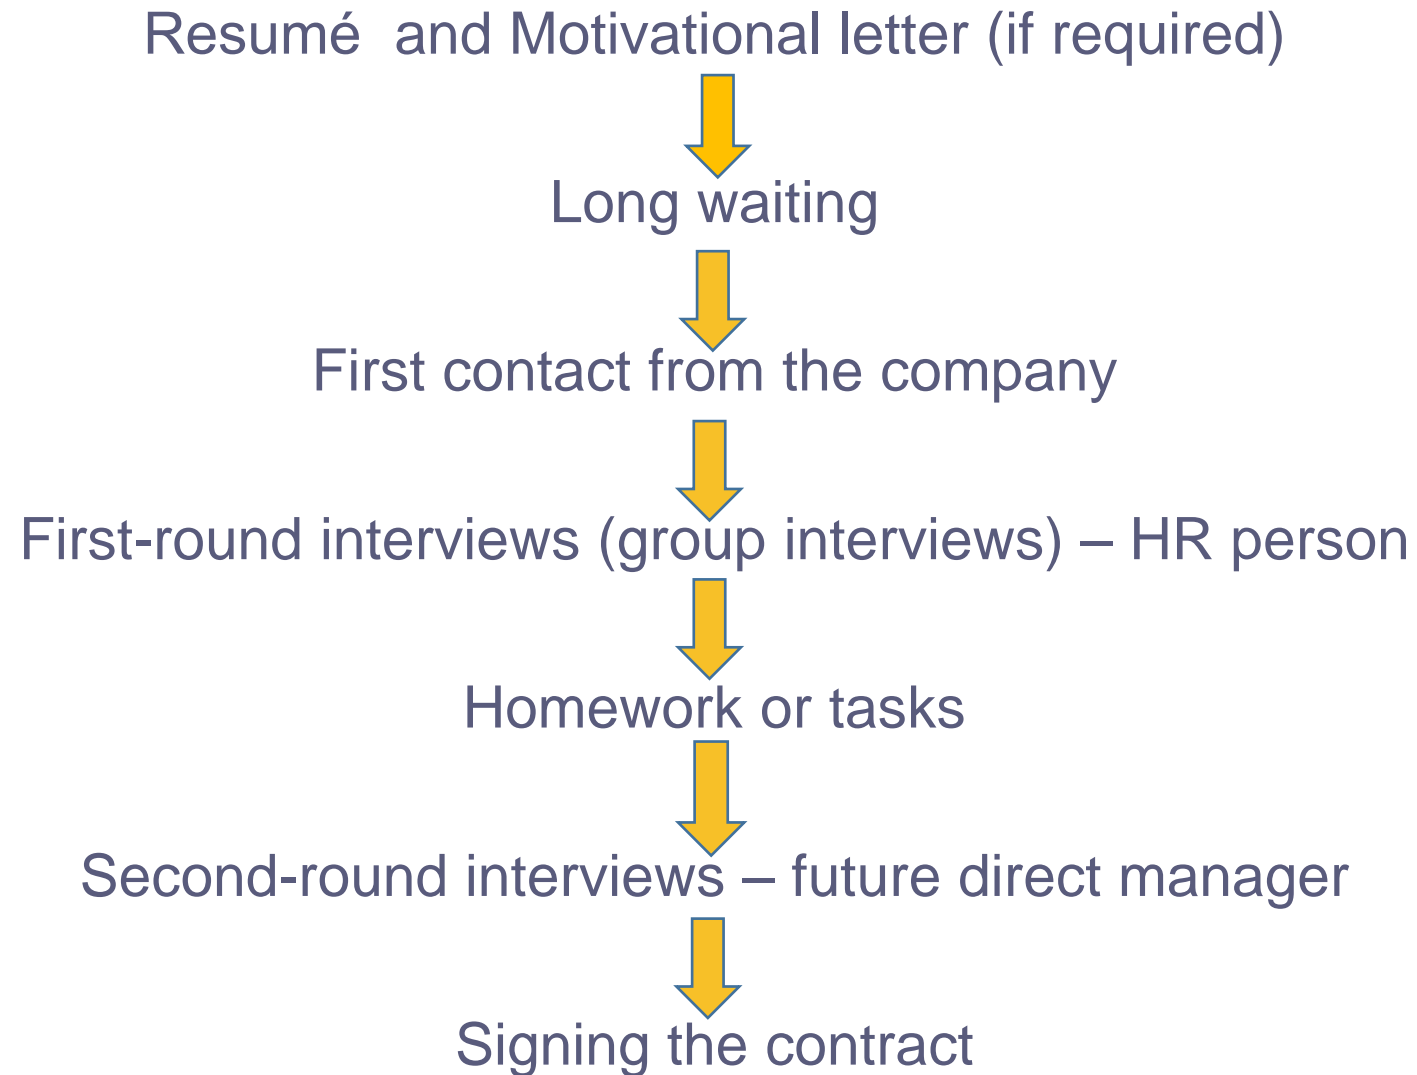 Resumé  and Motivational letter (if required)
Long waiting
First contact from the company
First-round interviews (group interviews) – HR person
Homework or tasks
Second-round interviews – future direct manager
Signing the contract